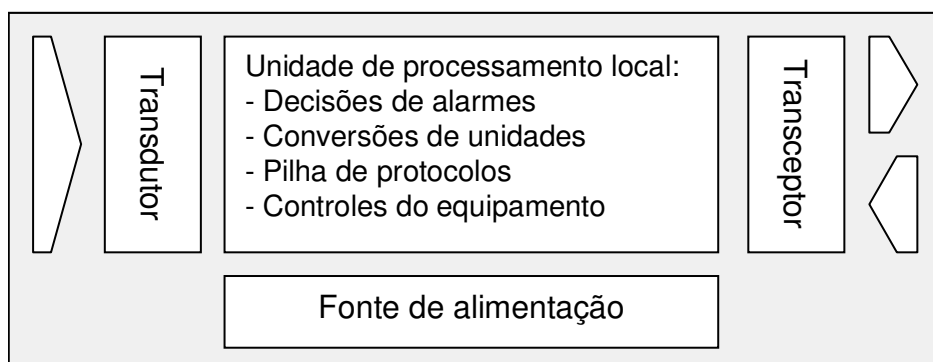 Transdutor
Unidade de processamento local:
- Decisões de alarmes
- Conversões de unidades
- Pilha de protocolos
- Controles do equipamento
Transceptor
Fonte de alimentação